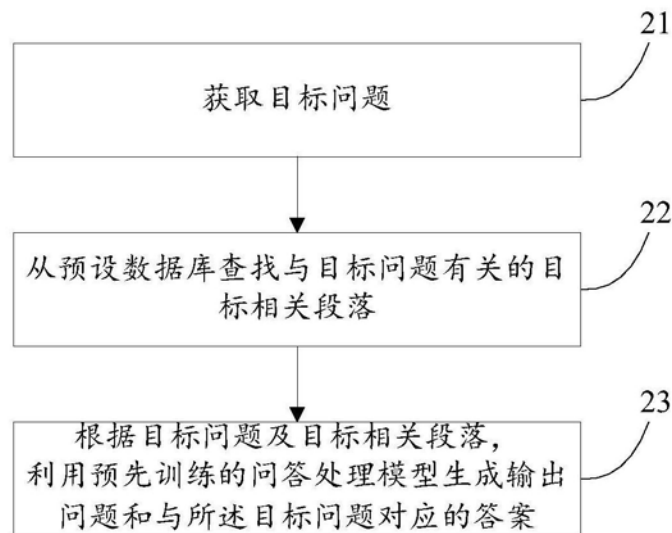 21
获取目标问题
22
从预设数据库查找与目标问题有关的目
标相关段落
23
根据目标问题及目标相关段落，
利用预先训练的问答处理模型生成输出
问题和与所述目标问题对应的答案